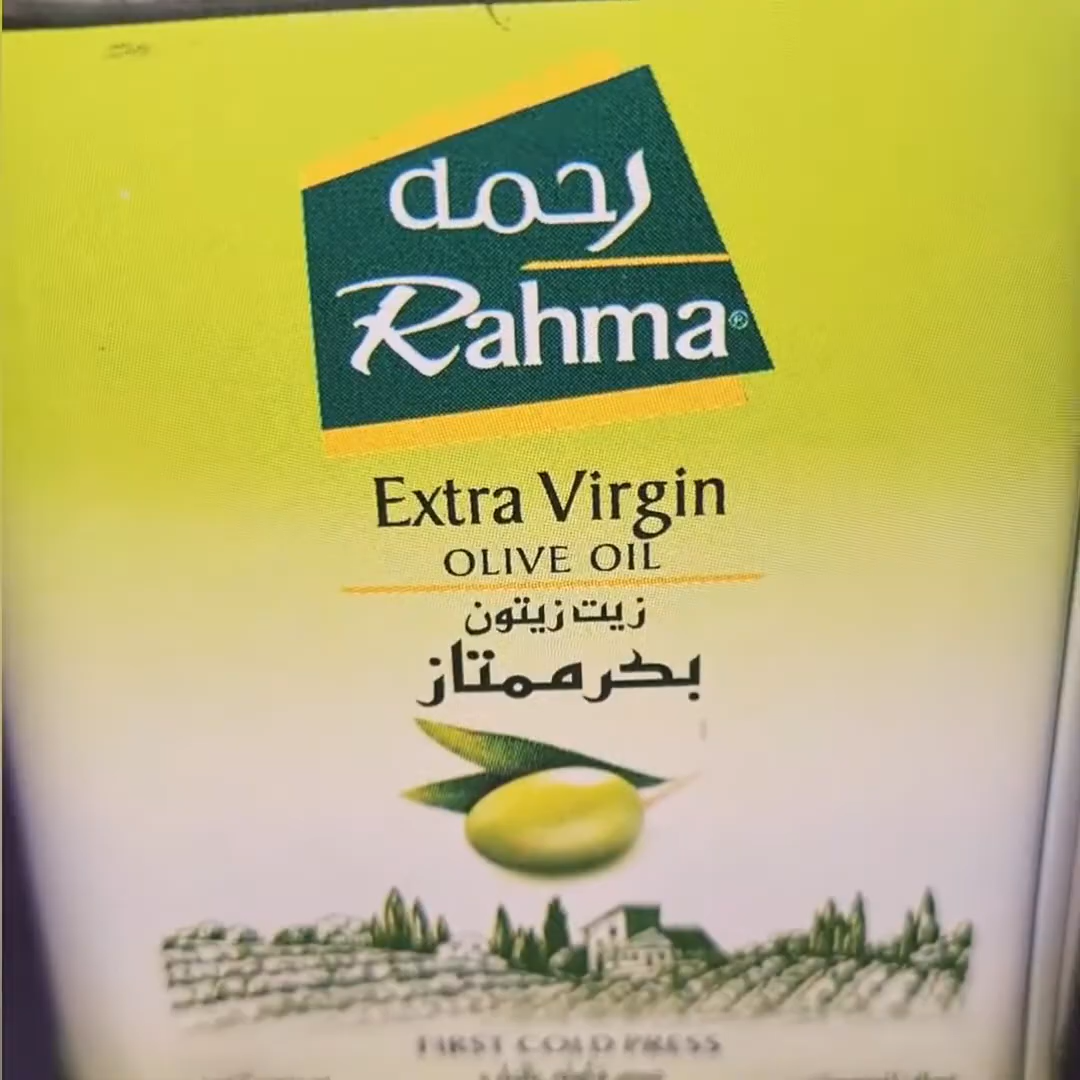 رحمه
Rahma®
Extra Virgin
OLIVE OIL
زيت زيتون
بكر ممتاز
FIRST COLD PRESS